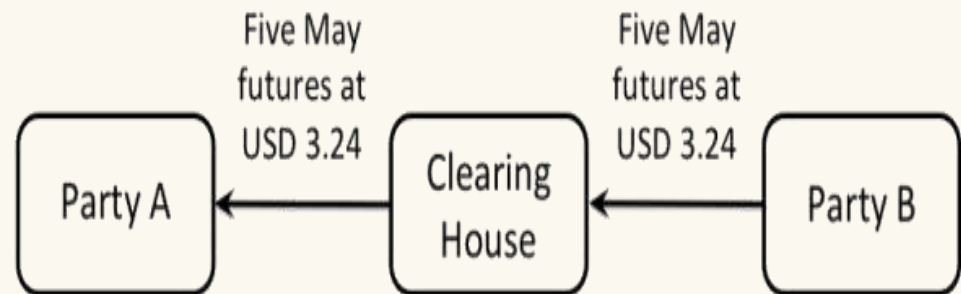 Five May
futures at
USD 3.24
Five May
futures at
USD 3.24
Party A
Clearing
House
Party B